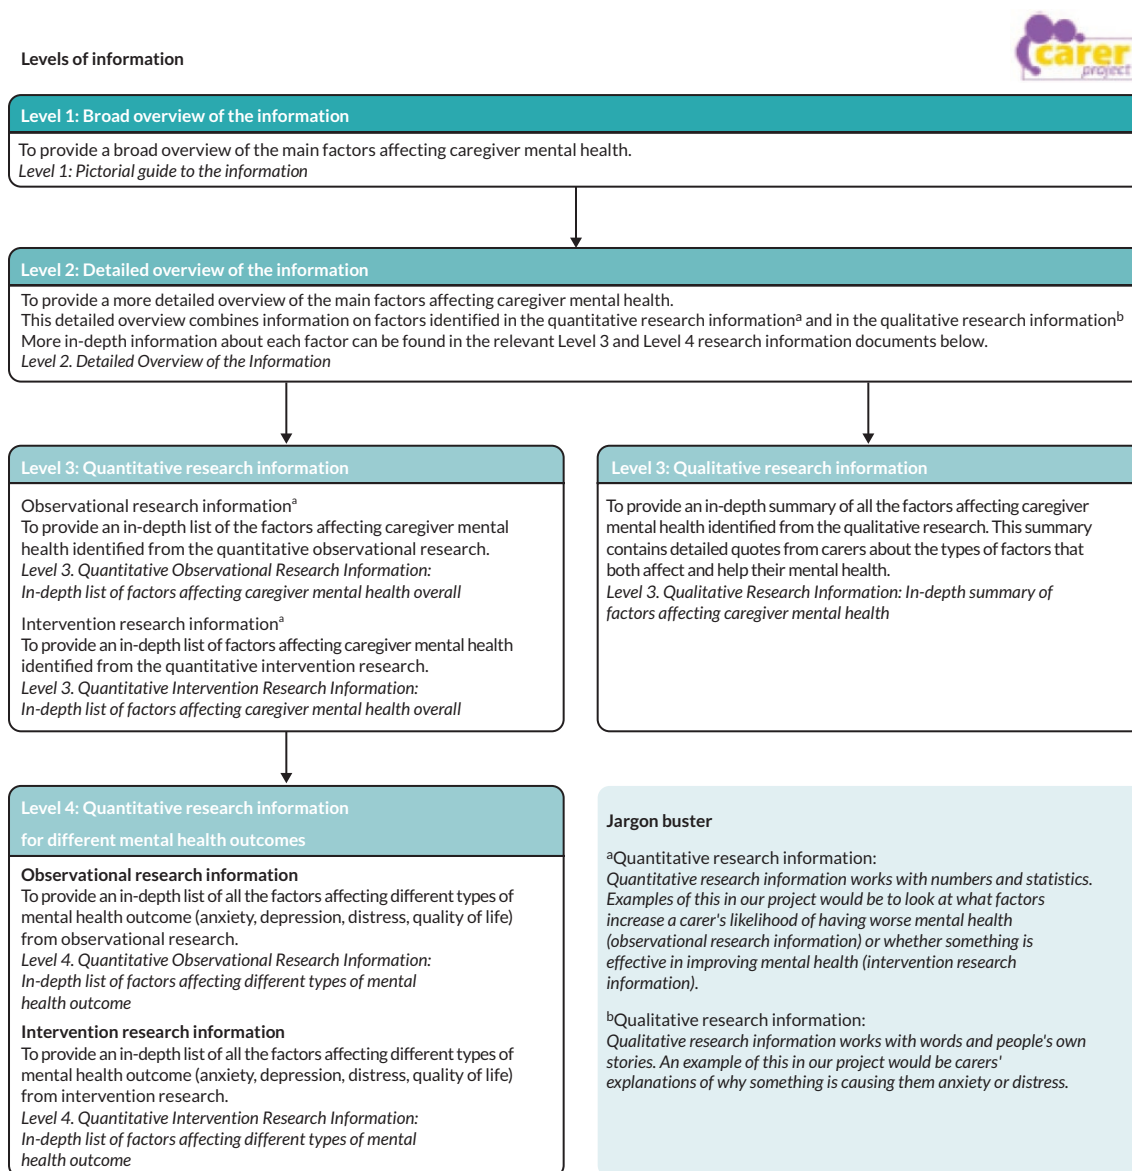 Levels of information
carer
project
Level 1: Broad overview of the information
To provide a broad overview of the main factors affecting caregiver mental health.
Level 1: Pictorial guide to the information
Level 2: Detailed overview of the information
To provide a more detailed overview of the main factors affecting caregiver mental health.
This detailed overview combines information on factors identified in the quantitative research informationᵃ and in the qualitative research informationᵇ
More in-depth information about each factor can be found in the relevant Level 3 and Level 4 research information documents below.
Level 2. Detailed Overview of the Information
Level 3: Quantitative research information
Observational research informationᵃ
To provide an in-depth list of the factors affecting caregiver mental
health identified from the quantitative observational research.
Level 3. Quantitative Observational Research Information:
In-depth list of factors affecting caregiver mental health overall
Intervention research informationᵃ
To provide an in-depth list of factors affecting caregiver mental health
identified from the quantitative intervention research.
Level 3. Quantitative Intervention Research Information:
In-depth list of factors affecting caregiver mental health overall
Level 3: Qualitative research information
To provide an in-depth summary of all the factors affecting caregiver
mental health identified from the qualitative research. This summary
contains detailed quotes from carers about the types of factors that
both affect and help their mental health.
Level 3. Qualitative Research Information: In-depth summary of
factors affecting caregiver mental health
Level 4: Quantitative research information
for different mental health outcomes
Observational research information
To provide an in-depth list of all the factors affecting different types of
mental health outcome (anxiety, depression, distress, quality of life)
from observational research.
Level 4. Quantitative Observational Research Information:
In-depth list of factors affecting different types of mental
health outcome
Intervention research information
To provide an in-depth list of all the factors affecting different types of
mental health outcome (anxiety, depression, distress, quality of life)
from intervention research.
Level 4. Quantitative Intervention Research Information:
In-depth list of factors affecting different types of mental
health outcome
Jargon buster
ᵃQuantitative research information:
Quantitative research information works with numbers and statistics.
Examples of this in our project would be to look at what factors
increase a carer's likelihood of having worse mental health
(observational research information) or whether something is
effective in improving mental health (intervention research
information).
ᵇQualitative research information:
Qualitative research information works with words and people's own
stories. An example of this in our project would be carers'
explanations of why something is causing them anxiety or distress.